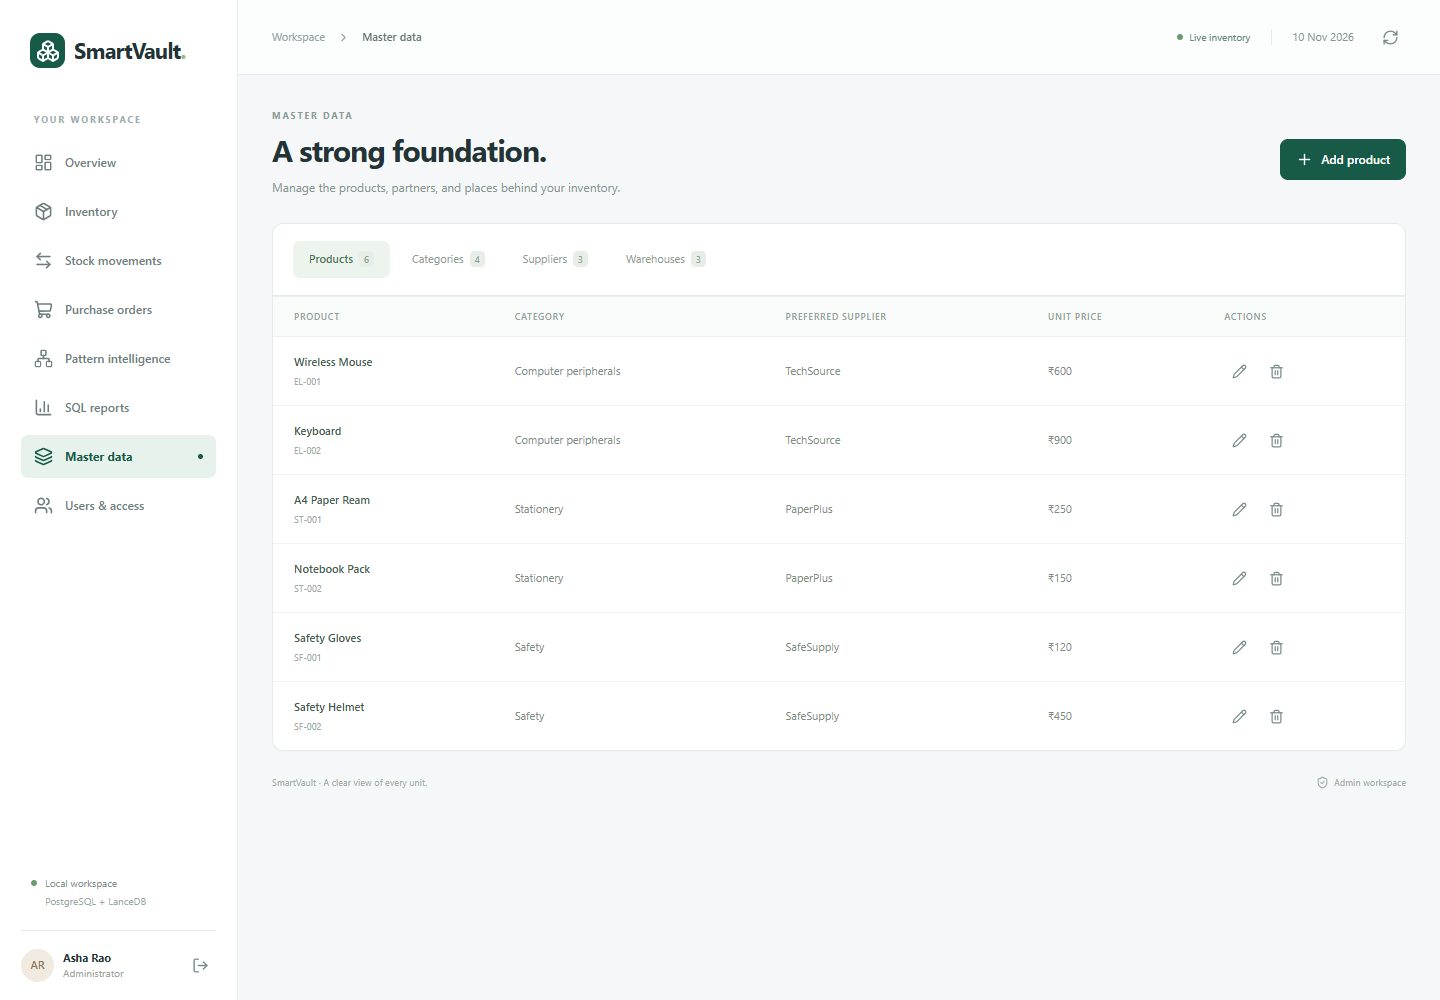 SmartVault.
YOUR WORKSPACE
Overview
Inventory
Stock movements
Purchase orders
Pattern intelligence
SQL reports
Master data
Users & access
Local workspace
PostgreSQL + LanceDB
AR
Asha Rao
Administrator
Workspace > Master data
Live inventory
10 Nov 2026
MASTER DATA
A strong foundation.
Manage the products, partners, and places behind your inventory.
Add product
Products 6 Categories 4 Suppliers 3 Warehouses 3
PRODUCT CATEGORY PREFERRED SUPPLIER UNIT PRICE ACTIONS
Wireless Mouse
EL-001
Computer peripherals TechSource ₹600
Keyboard
EL-002
Computer peripherals TechSource ₹900
A4 Paper Ream
ST-001
Stationery PaperPlus ₹250
Notebook Pack
ST-002
Stationery PaperPlus ₹150
Safety Gloves
SF-001
Safety SafeSupply ₹120
Safety Helmet
SF-002
Safety SafeSupply ₹450
SmartVault · A clear view of every unit.
Admin workspace